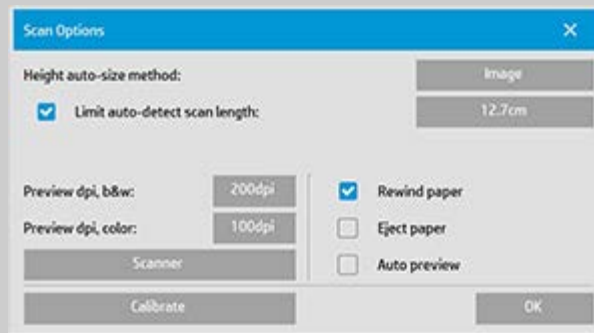 Scan Options
Height auto-size method:
Image
Limit auto-detect scan length:
12.7cm
Preview dpi, b&w:
200dpi
Rewind paper
Preview dpi, color:
100dpi
Eject paper
Scanner
Auto preview
Calibrate
OK